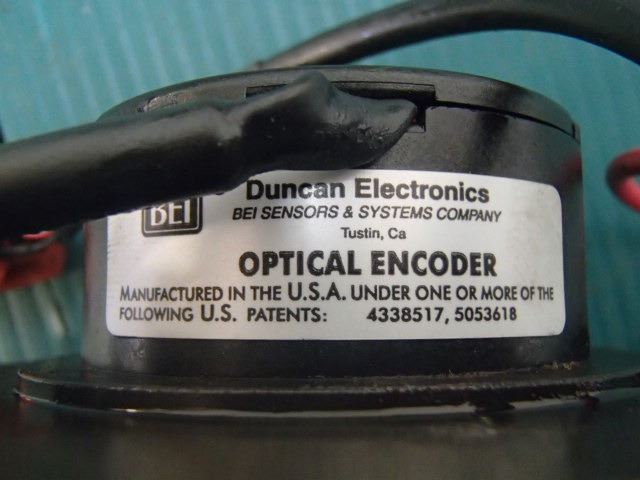 Duncan Electronics
BEI
BEI SENSORS & SYSTEMS COMPANY
Tustin, Ca
OPTICAL ENCODER
MANUFACTURED IN THE U.S.A. UNDER ONE OR MORE OF THE
FOLLOWING U.S. PATENTS: 4338517, 5053618